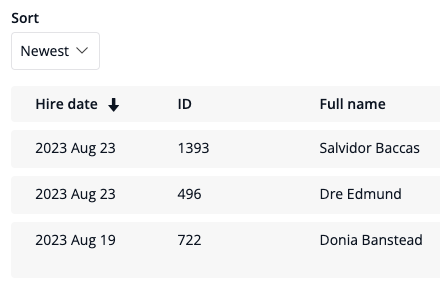 Sort
Newest
Hire date ID Full name
2023 Aug 23 1393 Salvidor Baccas
2023 Aug 23 496 Dre Edmund
2023 Aug 19 722 Donia Banstead